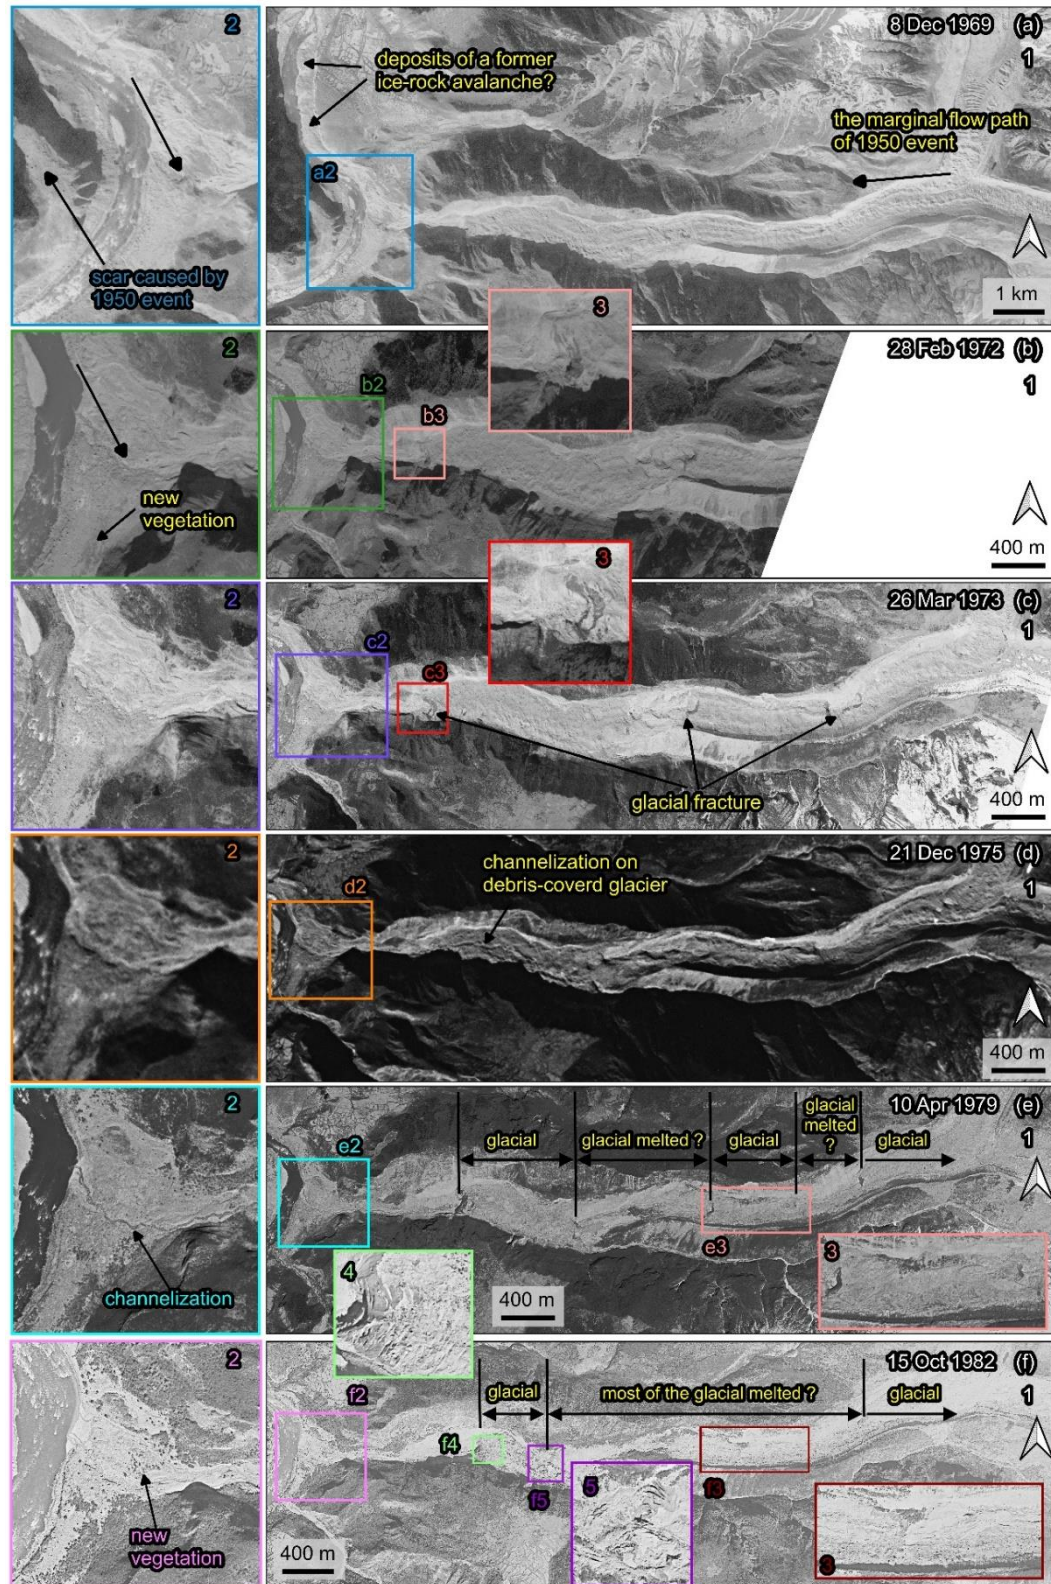 2
8 Dec 1969 (a)
1
deposits of a former
ice-rock avalanche?
the marginal flow path
of 1950 event
a2
scar caused by
1950 event
1 km
2
3
28 Feb 1972 (b)
1
b2
b3
new
vegetation
400 m
2
3
26 Mar 1973 (c)
1
c2
c3
glacial fracture
400 m
2
21 Dec 1975 (d)
1
channelization on
debris-coverd glacier
d2
400 m
2
10 Apr 1979 (e)
1
glacial
glacial melted ?
glacial
glacial
melted
?
glacial
e2
e3
3
channelization
4
400 m
400 m
2
15 Oct 1982 (f)
1
glacial
most of the glacial melted ?
glacial
f2
f4
f5
5
f3
3
new
vegetation
400 m